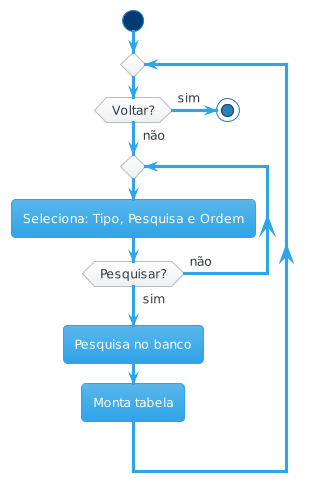 Voltar?
sim
não
Seleciona: Tipo, Pesquisa e Ordem
Pesquisar?
não
sim
Pesquisa no banco
Monta tabela